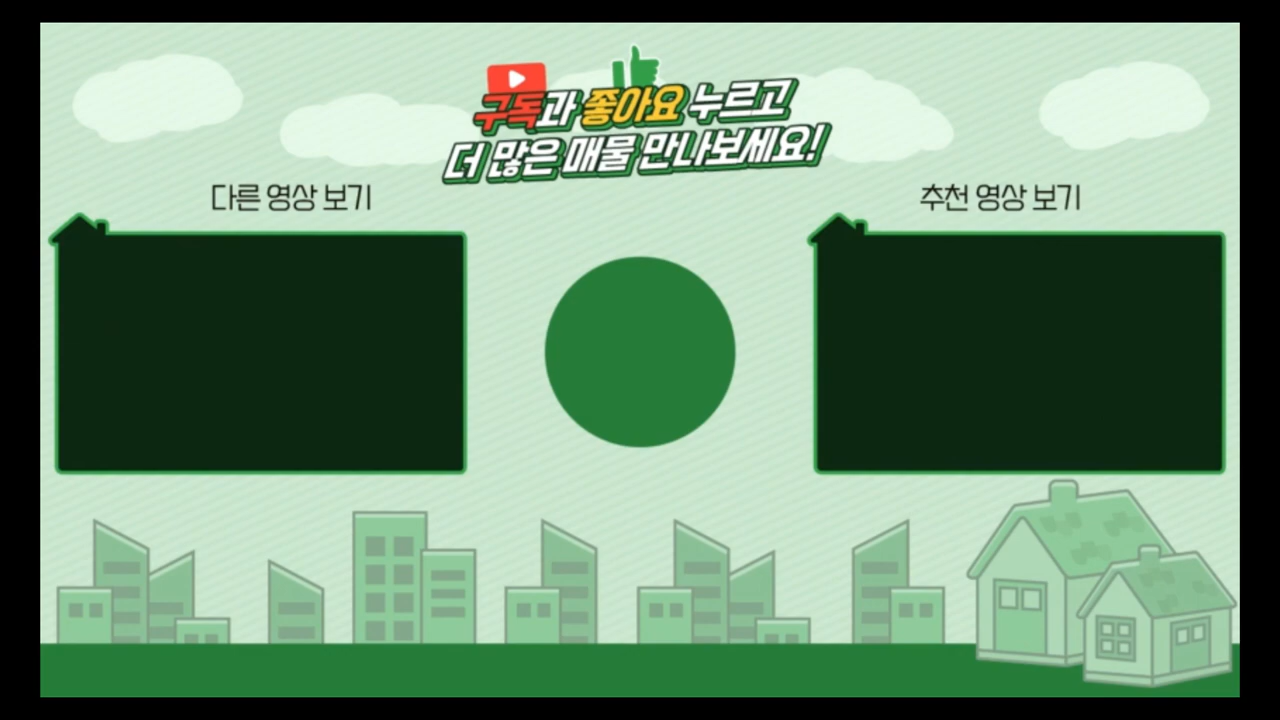 구독과 좋아요 누르고
더 많은 매물 만나보세요!
다른 영상 보기
추천 영상 보기